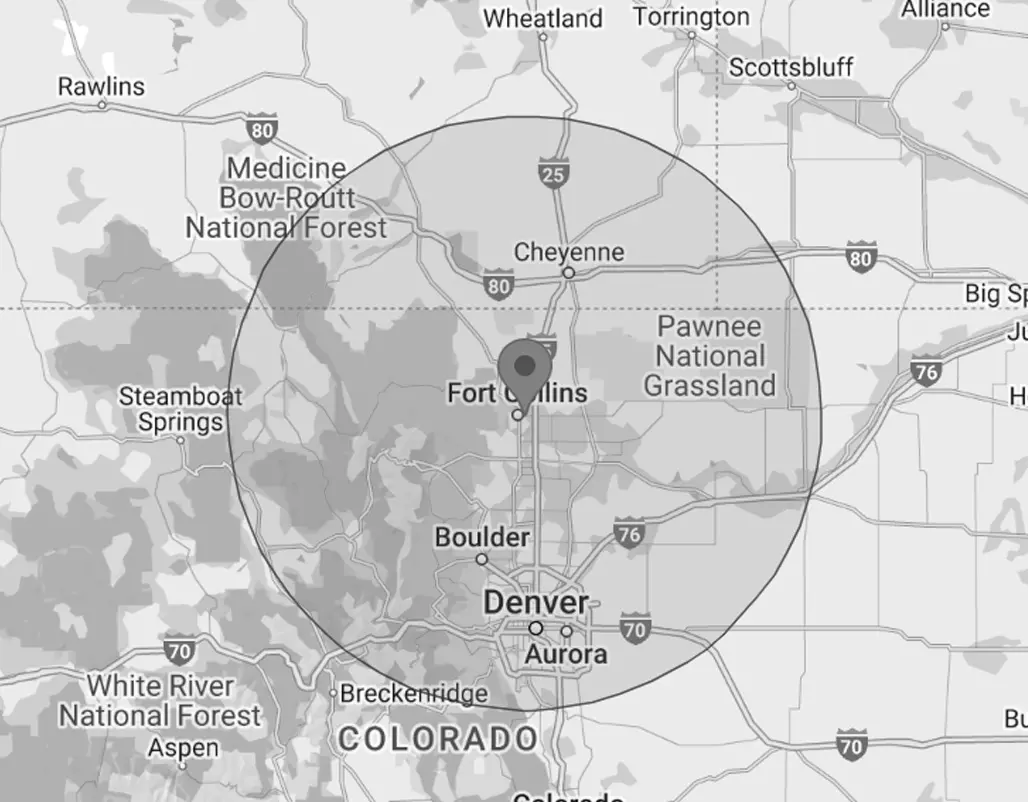 Wheatland
Torrington
Alliance
Scottsbluff
Rawlins
80
Medicine
Bow-Routt
National Forest
25
Cheyenne
80
80
Big Sp
Pawnee
National
Grassland
Ju
76
Steamboat
Springs
Fort Collins
H
Boulder
76
Denver
70
Aurora
70
White River
National Forest
Breckenridge
Aspen
COLORADO
Bu
70
Colorado